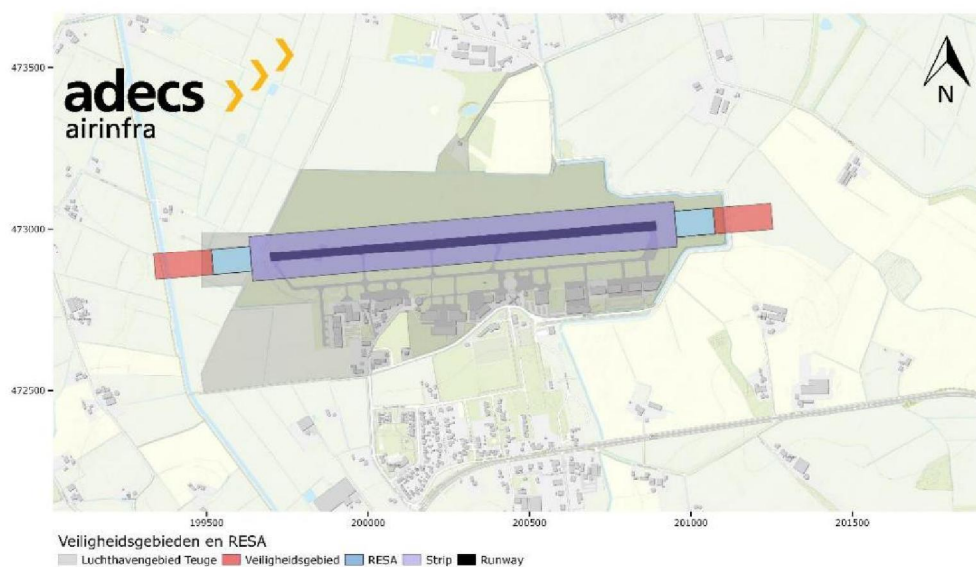 473500
adecs
airinfra
N
473000
472500
199500 200000 200500 201000 201500
Veiligheidsgebieden en RESA
Luchthavengebied Teuge Veiligheidsgebied RESA Strip Runway